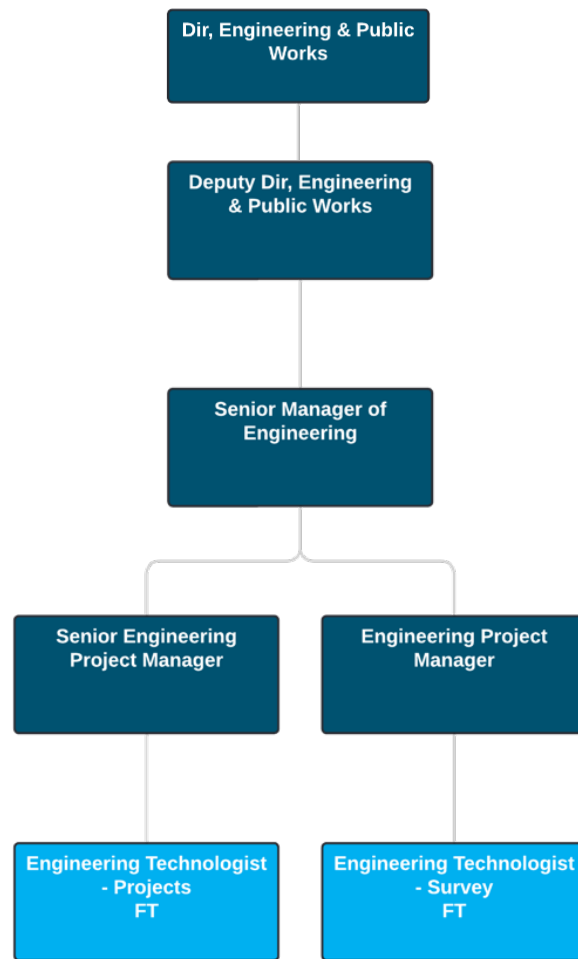 Dir, Engineering & Public
Works
Deputy Dir, Engineering
& Public Works
Senior Manager of
Engineering
Senior Engineering
Project Manager
Engineering Project
Manager
Engineering Technologist
- Projects
FT
Engineering Technologist
- Survey
FT